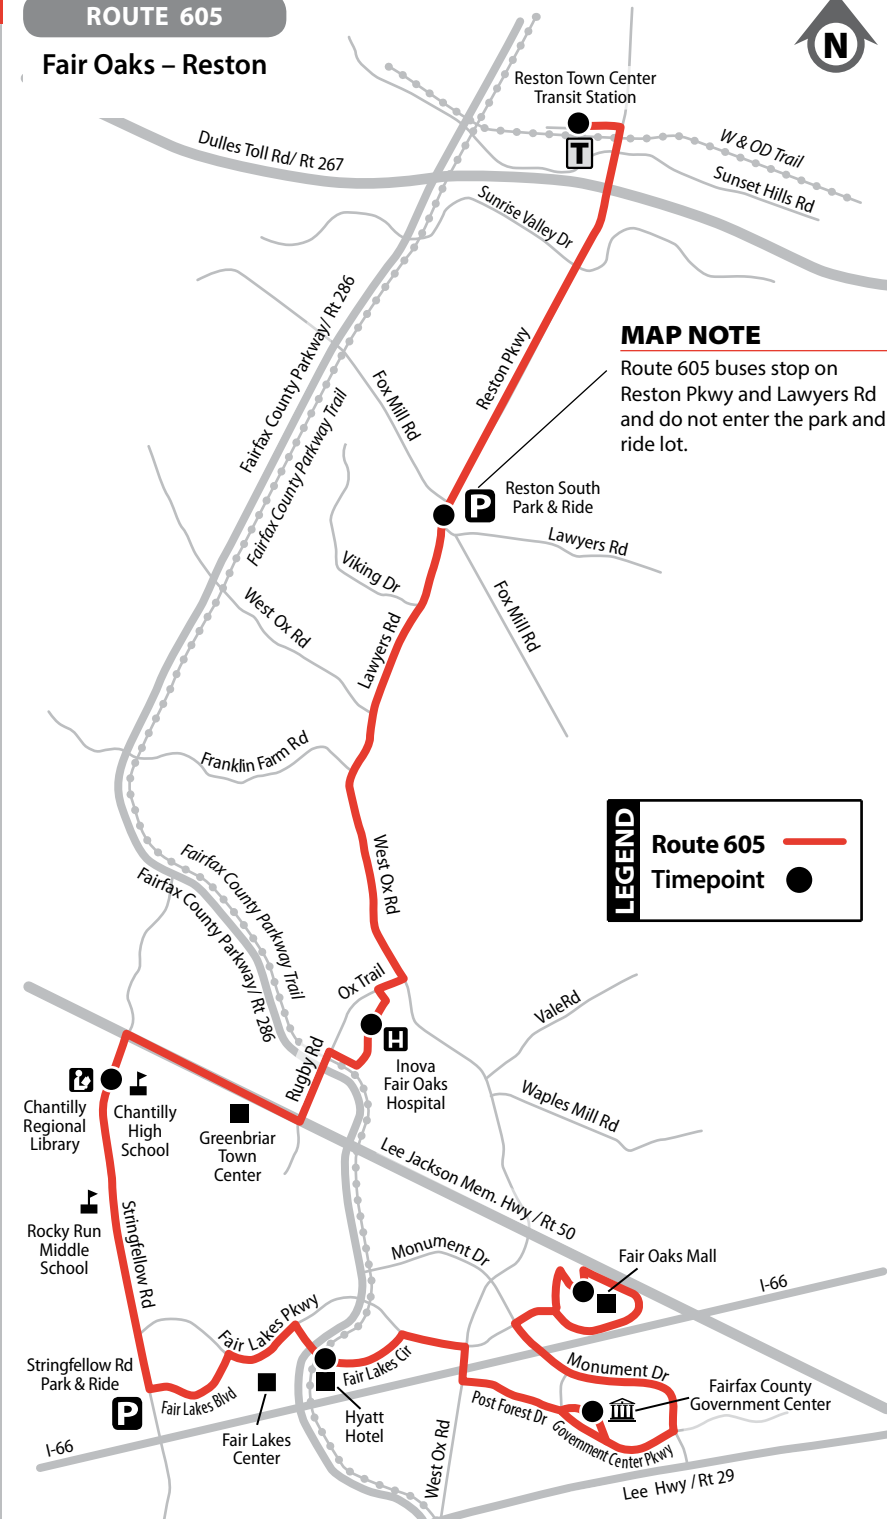 ROUTE 605
Fair Oaks – Reston
N
Reston Town Center
Transit Station
T
W & OD Trail
Dulles Toll Rd/ Rt 267
Sunset Hills Rd
Sunrise Valley Dr
Fairfax County Parkway/ Rt 286
Fairfax County Parkway Trail
Reston Pkwy
MAP NOTE
Route 605 buses stop on
Reston Pkwy and Lawyers Rd
and do not enter the park and
ride lot.
Fox Mill Rd
P
Reston South
Park & Ride
Lawyers Rd
Viking Dr
Fox Mill Rd
West Ox Rd
Lawyers Rd
Franklin Farm Rd
LEGEND
Route 605
Timepoint
West Ox Rd
Fairfax County Parkway Trail
Fairfax County Parkway/ Rt 286
Ox Trail
ValeRd
H
Inova
Fair Oaks
Hospital
Rugby Rd
Waples Mill Rd
Chantilly
Regional
Library
Chantilly
High
School
Greenbriar
Town
Center
Lee Jackson Mem. Hwy / Rt 50
Rocky Run
Middle
School
Stringfellow Rd
Monument Dr
Fair Oaks Mall
I-66
Fair Lakes Pkwy
Stringfellow Rd
Park & Ride
P
Fair Lakes Blvd
Fair Lakes Cir
Monument Dr
Fairfax County
Government Center
Post Forest Dr
Government Center Pkwy
Hyatt
Hotel
Fair Lakes
Center
I-66
West Ox Rd
Lee Hwy / Rt 29